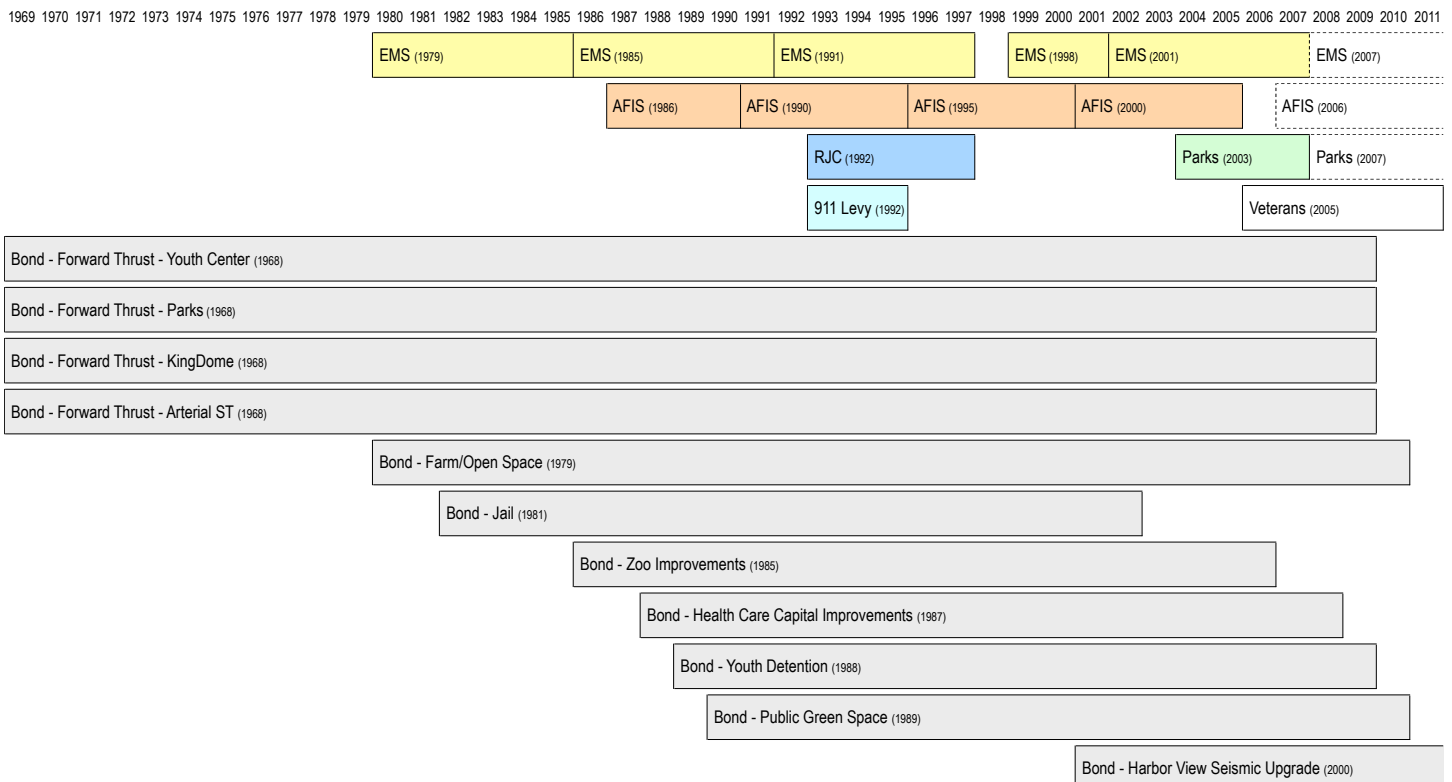 1969 1970 1971 1972 1973 1974 1975 1976 1977 1978 1979 1980 1981 1982 1983 1984 1985 1986 1987 1988 1989 1990 1991 1992 1993 1994 1995 1996 1997 1998 1999 2000 2001 2002 2003 2004 2005 2006 2007 2008 2009 2010 2011
EMS (1979) EMS (1985) EMS (1991) EMS (1998) EMS (2001) EMS (2007)
AFIS (1986) AFIS (1990) AFIS (1995) AFIS (2000) AFIS (2006)
RJC (1992) Parks (2003) Parks (2007)
911 Levy (1992) Veterans (2005)
Bond - Forward Thrust - Youth Center (1968)
Bond - Forward Thrust - Parks (1968)
Bond - Forward Thrust - KingDome (1968)
Bond - Forward Thrust - Arterial ST (1968)
Bond - Farm/Open Space (1979)
Bond - Jail (1981)
Bond - Zoo Improvements (1985)
Bond - Health Care Capital Improvements (1987)
Bond - Youth Detention (1988)
Bond - Public Green Space (1989)
Bond - Harbor View Seismic Upgrade (2000)